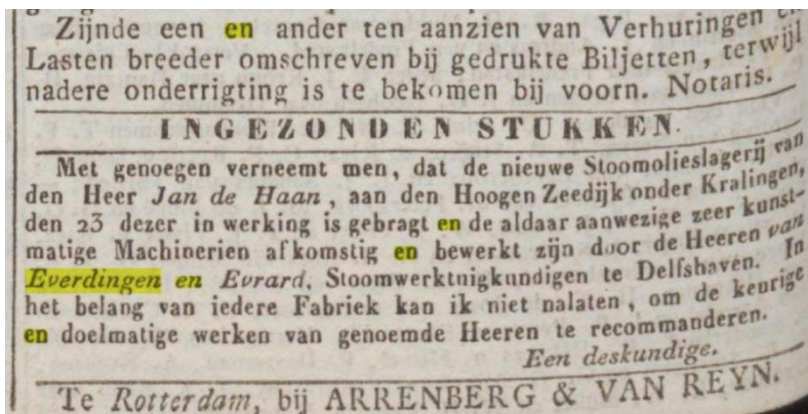 Zijnde een en ander ten aanzien van Verhuringen en
Lasten breeder omschreven bij gedrukte Biljetten, terwijl
nadere onderrigting is te bekomen bij voorn. Notaris.
INGEZONDEN STUKKEN.
Met genoegen verneemt men, dat de nieuwe Stoomolieslagerij van
den Heer Jan de Haan, aan den Hoogen Zeedijk onder Kralingen,
den 23 dezer in werking is gebragt en de aldaar aanwezige zeer kunst-
matige Machinerien afkomstig en bewerkt zijn door de Heeren van
Everdingen en Evrard, Stoomwerktuigkundigen te Delfshaven. In
het belang van iedere Fabriek kan ik niet nalaten, om de keurige
en doelmatige werken van genoemde Heeren te recommanderen.
Een deskundige.
Te Rotterdam, bij ARRENBERG & VAN REYN.